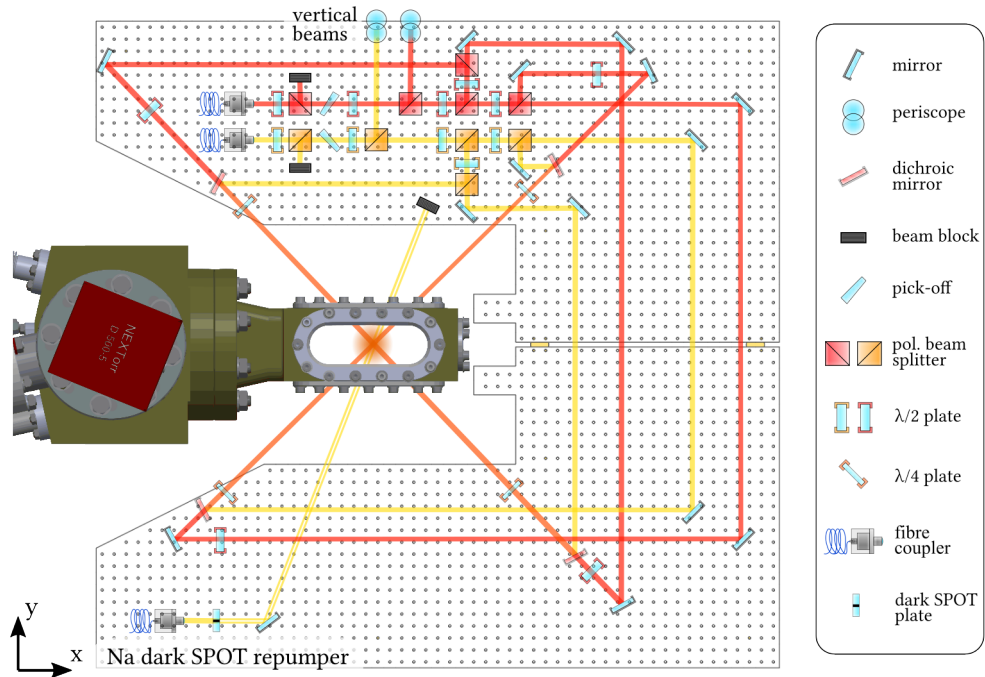 vertical
beams
mirror
periscope
dichroic
mirror
beam block
pick-off
pol. beam
splitter
λ/2 plate
λ/4 plate
fibre
coupler
dark SPOT
plate
NEXTorr
D 500-5
y
x
Na dark SPOT repumper